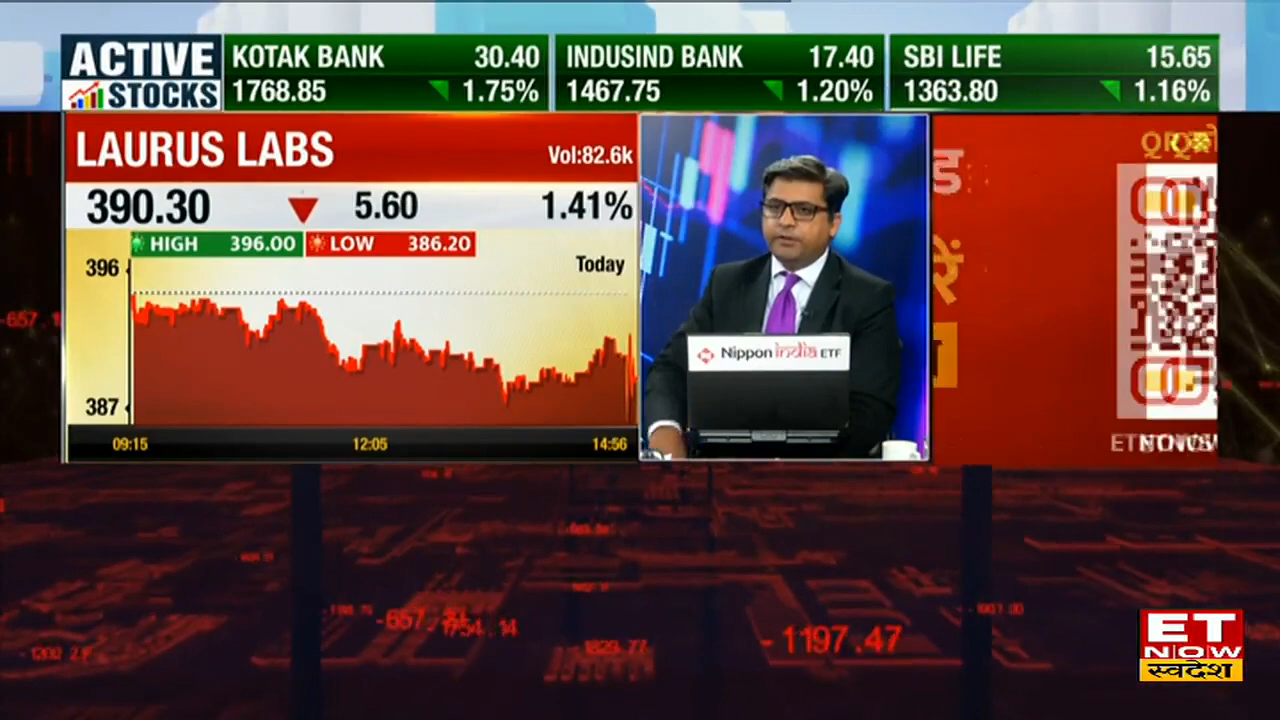 ACTIVE
STOCKS
KOTAK BANK 30.40
1768.85 1.75%
INDUSIND BANK 17.40
1467.75 1.20%
SBI LIFE 15.65
1363.80 1.16%
LAURUS LABS Vol:82.6k
390.30 5.60 1.41%
HIGH 396.00 LOW 386.20
396 Today
387
09:15 12:05 14:56
Nippon india ETF
-657.1
-1197.47
ET
NOW
स्वदेश